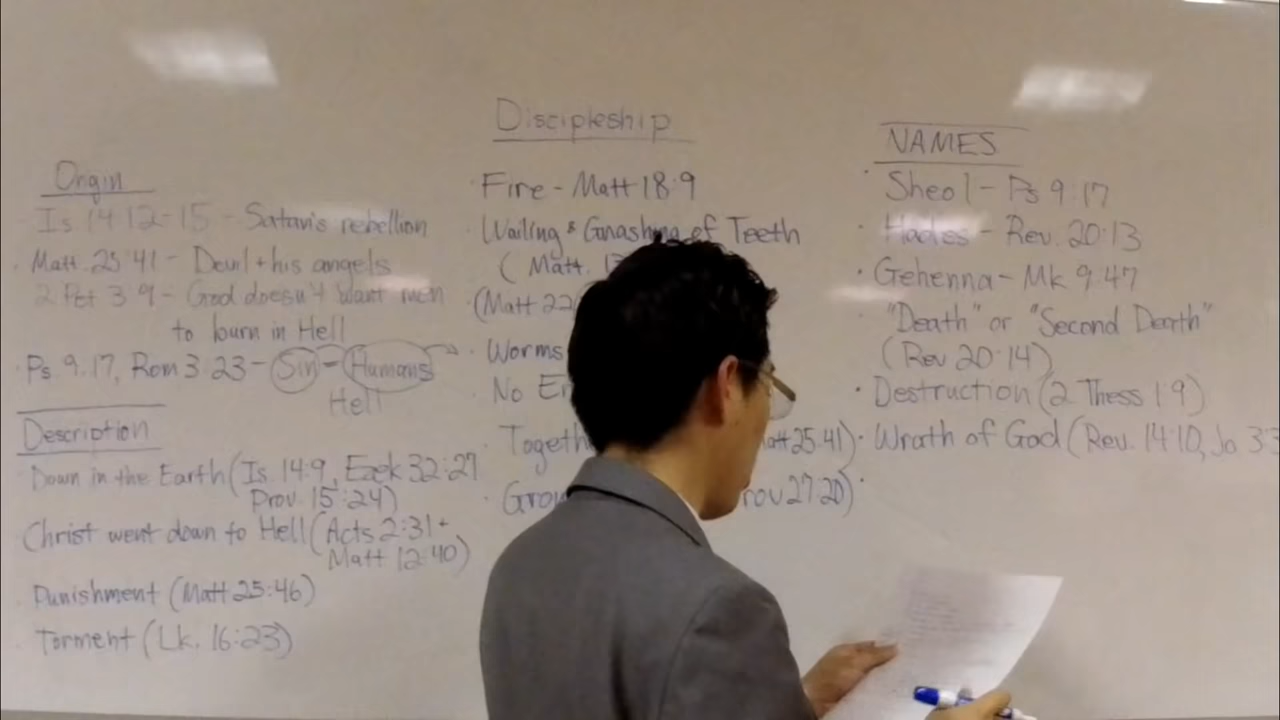 Discipleship
Origin
Is 14:12-15 - Satan's rebellion
Matt. 25:41 - Devil + his angels
2 Pet 3:9 - God doesn't want men
to burn in Hell
Ps. 9:17, Rom 3:23 - Sin - Humans
Hell
Description
Down in the Earth (Is. 14:9, Ezek 32:27
Prov. 15:24)
Christ went down to Hell (Acts 2:31 +
Matt 12:40)
Punishment (Matt 25:46)
Torment (Lk. 16:23)
Fire - Matt 18:9
Wailing & Gnashing of Teeth
(Matt. 13
(Matt 22
Worms
No
25:41)
27:20)
NAMES
Sheol - Ps 9:17
Hades - Rev. 20:13
Gehenna - Mk 9:47
"Death" or "Second Death"
(Rev 20:14)
Destruction (2 Thess 1:9)
Wrath of God (Rev. 14:10, Jo 3:3